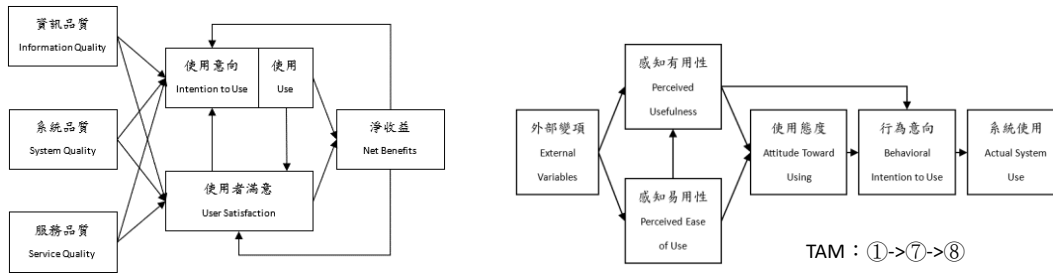 資訊品質
Information Quality
系統品質
System Quality
服務品質
Service Quality
使用意向
Intention to Use
使用
Use
使用者滿意
User Satisfaction
淨收益
Net Benefits
外部變項
External
Variables
感知有用性
Perceived
Usefulness
感知易用性
Perceived Ease
of Use
使用態度
Attitude Toward
Using
行為意向
Behavioral
Intention to Use
系統使用
Actual System
Use
TAM：①->⑦->⑧